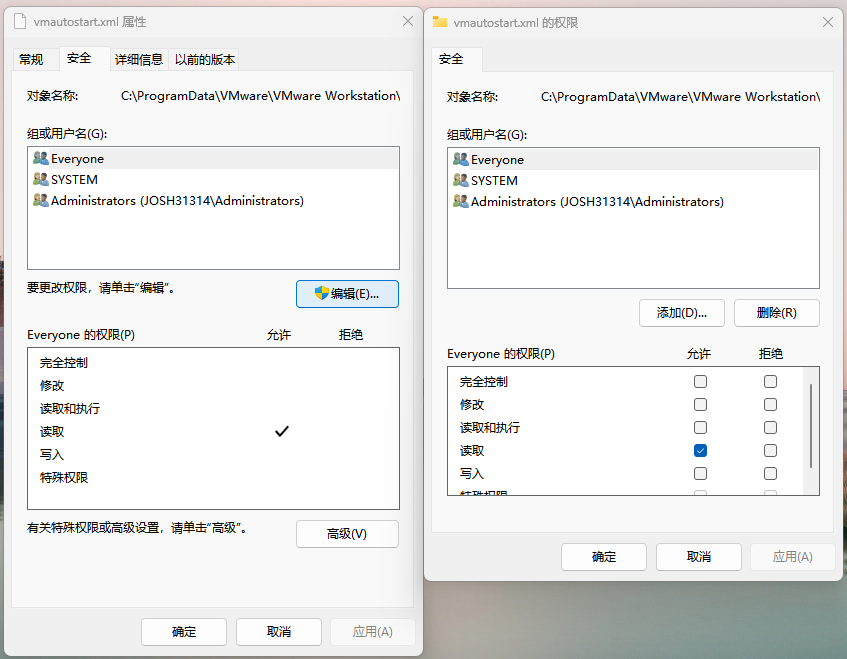 vmautostart.xml 属性
常规
安全
详细信息
以前的版本
对象名称:
C:\ProgramData\VMware\VMware Workstation\
组或用户名(G):
Everyone
SYSTEM
Administrators (JOSH31314\Administrators)
要更改权限，请单击“编辑”。
编辑(E)...
Everyone 的权限(P)
允许
拒绝
完全控制
修改
读取和执行
读取
写入
特殊权限
有关特殊权限或高级设置，请单击“高级”。
高级(V)
确定
取消
应用(A)
vmautostart.xml 的权限
安全
对象名称:
C:\ProgramData\VMware\VMware Workstation\
组或用户名(G):
Everyone
SYSTEM
Administrators (JOSH31314\Administrators)
添加(D)...
删除(R)
Everyone 的权限(P)
允许
拒绝
完全控制
修改
读取和执行
读取
写入
特殊权限
确定
取消
应用(A)